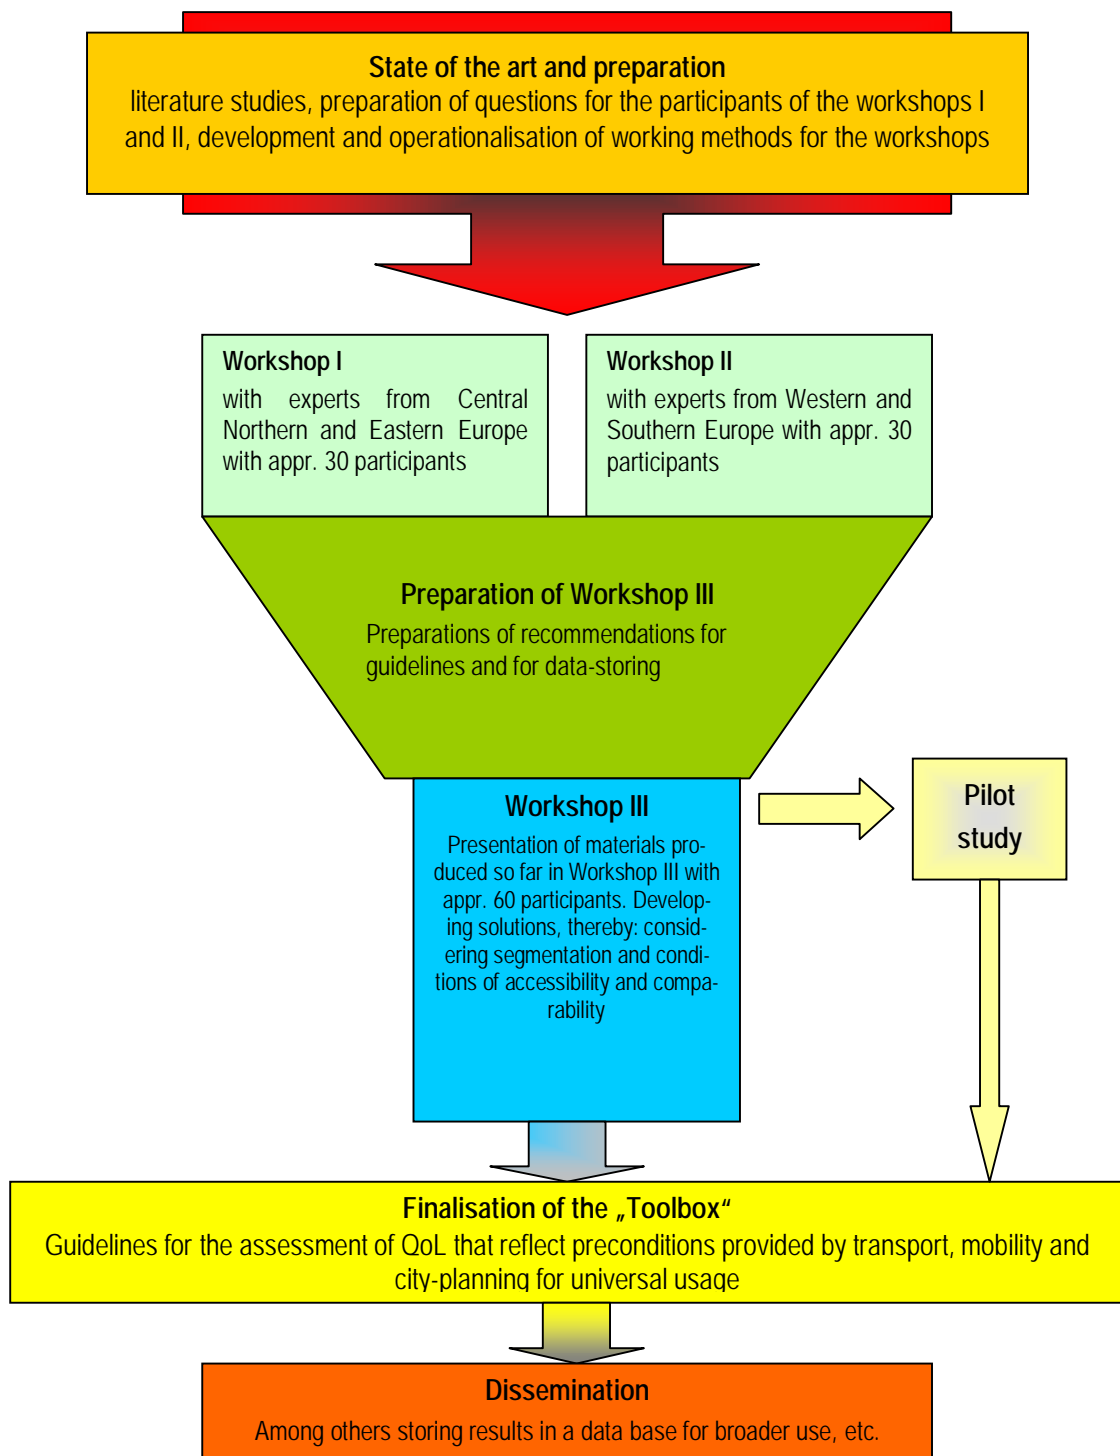 State of the art and preparation
literature studies, preparation of questions for the participants of the workshops I
and II, development and operationalisation of working methods for the workshops
Workshop I
with experts from Central
Northern and Eastern Europe
with appr. 30 participants
Workshop II
with experts from Western and
Southern Europe with appr. 30
participants
Preparation of Workshop III
Preparations of recommendations for
guidelines and for data-storing
Workshop III
Presentation of materials pro-
duced so far in Workshop III with
appr. 60 participants. Develop-
ing solutions, thereby: consid-
ering segmentation and condi-
tions of accessibility and compa-
rability
Pilot
study
Finalisation of the „Toolbox“
Guidelines for the assessment of QoL that reflect preconditions provided by transport, mobility and
city-planning for universal usage
Dissemination
Among others storing results in a data base for broader use, etc.